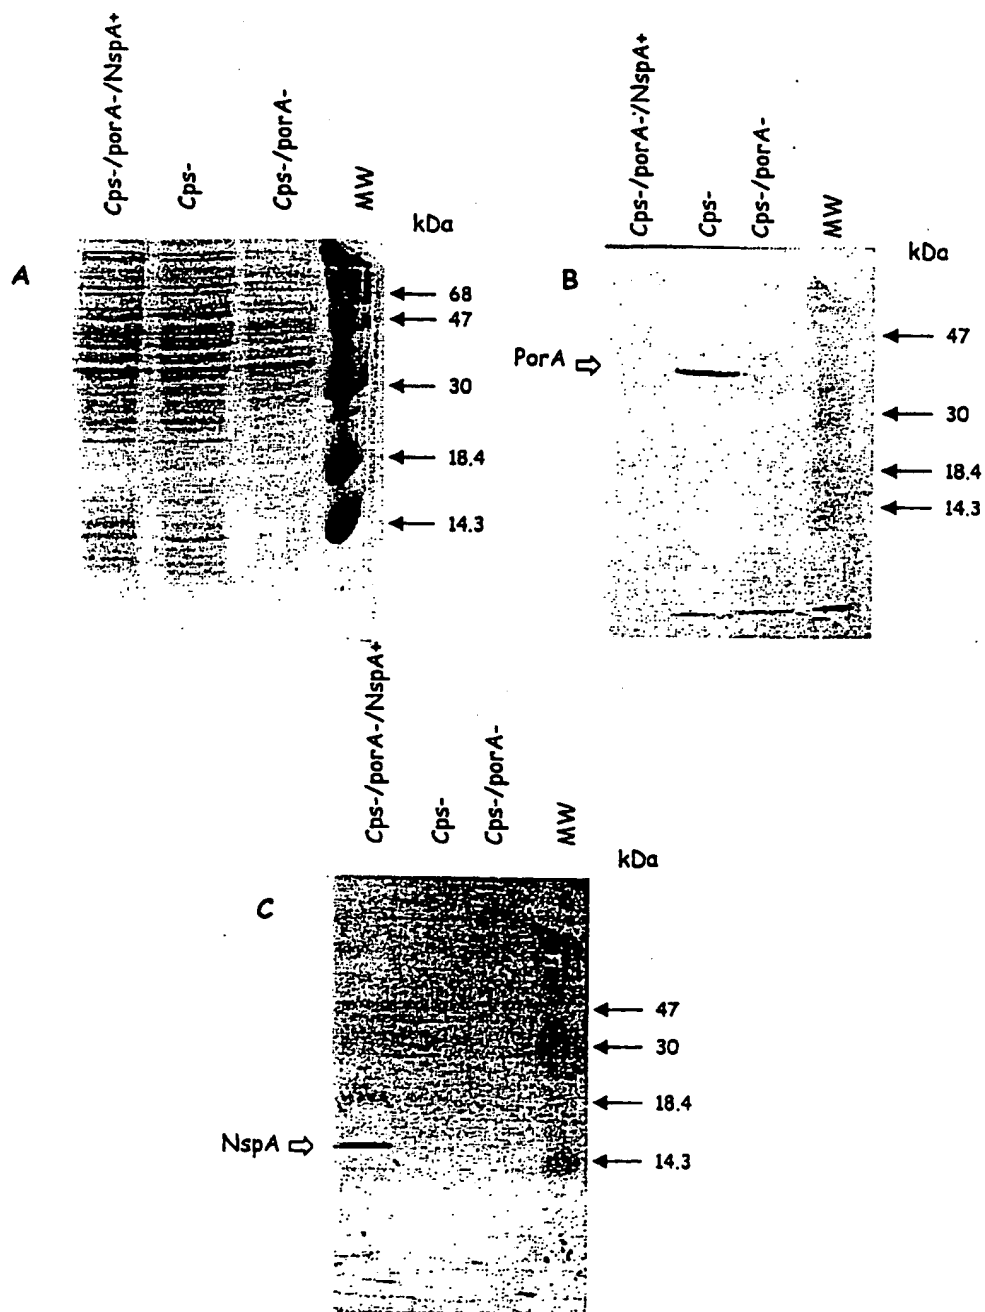 Cps-/porA-/NspA+
Cps-
Cps-/porA-
MW
kDa
A
68
47
30
18.4
14.3
Cps-/porA-/NspA+
Cps-
Cps-/porA-
MW
kDa
B
PorA
47
30
18.4
14.3
Cps-/porA-/NspA+
Cps-
Cps-/porA-
MW
kDa
C
47
30
18.4
NspA
14.3